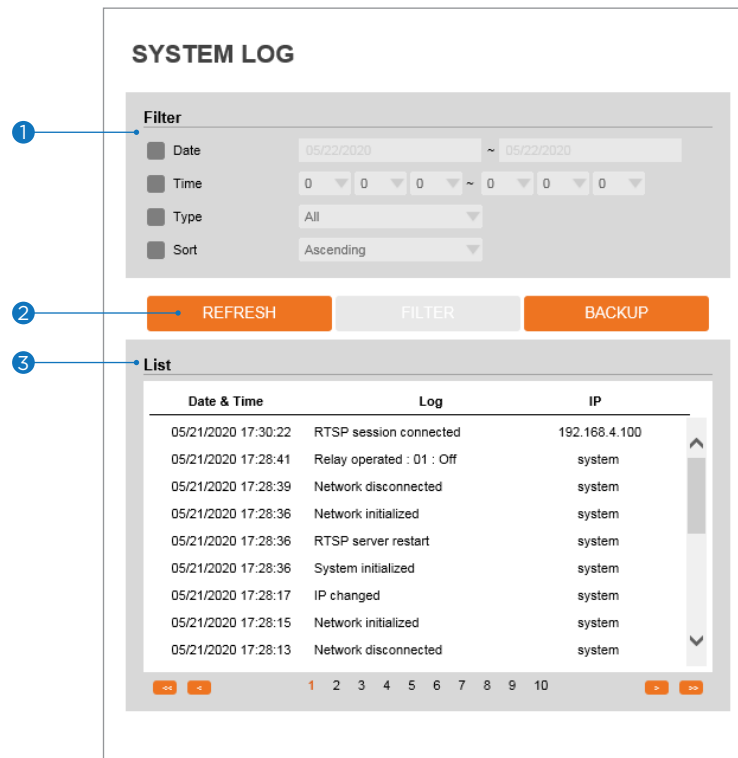 SYSTEM LOG
1
Filter
Date 05/22/2020 ~ 05/22/2020
Time 0 0 0 ~ 0 0 0
Type All
Sort Ascending
2 REFRESH FILTER BACKUP
3 List
Date & Time Log IP
05/21/2020 17:30:22 RTSP session connected 192.168.4.100
05/21/2020 17:28:41 Relay operated : 01 : Off system
05/21/2020 17:28:39 Network disconnected system
05/21/2020 17:28:36 Network initialized system
05/21/2020 17:28:36 RTSP server restart system
05/21/2020 17:28:36 System initialized system
05/21/2020 17:28:17 IP changed system
05/21/2020 17:28:15 Network initialized system
05/21/2020 17:28:13 Network disconnected system
<< < 1 2 3 4 5 6 7 8 9 10 > >>